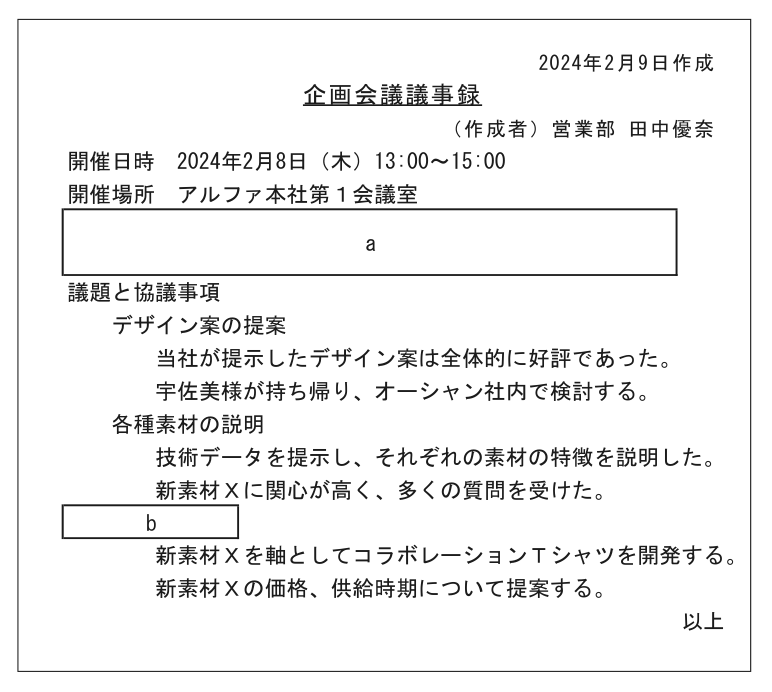 2024年2月9日作成
企画会議議事録
（作成者）営業部 田中優奈
開催日時　2024年2月8日（木）13:00～15:00
開催場所　アルファ本社第１会議室
a
議題と協議事項
デザイン案の提案
当社が提示したデザイン案は全体的に好評であった。
宇佐美様が持ち帰り、オーシャン社内で検討する。
各種素材の説明
技術データを提示し、それぞれの素材の特徴を説明した。
新素材Ｘに関心が高く、多くの質問を受けた。
b
新素材Ｘを軸としてコラボレーションＴシャツを開発する。
新素材Ｘの価格、供給時期について提案する。
以上